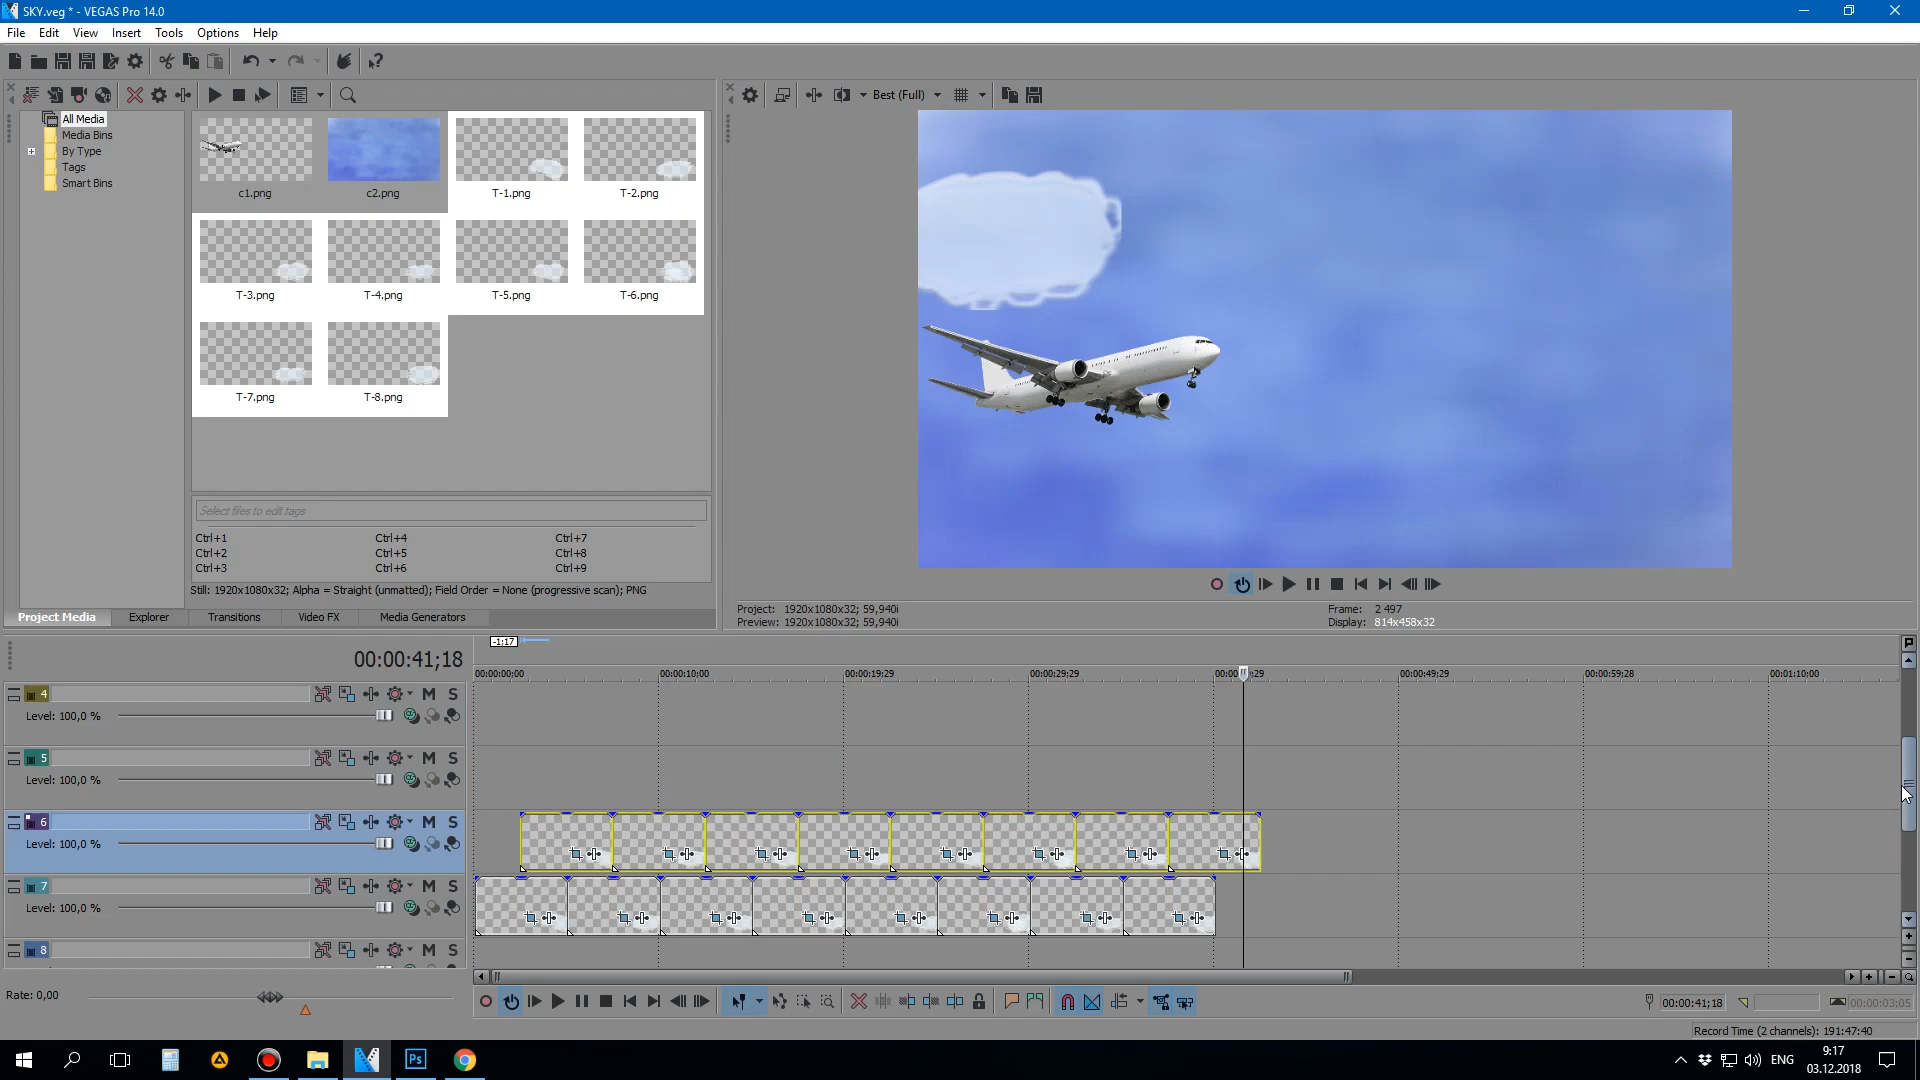 SKY.veg * - VEGAS Pro 14.0
File Edit View Insert Tools Options Help
Best (Full)
All Media
Media Bins
By Type
Tags
Smart Bins
c1.png c2.png T-1.png T-2.png
T-3.png T-4.png T-5.png T-6.png
T-7.png T-8.png
Select files to edit tags
Ctrl+1 Ctrl+4 Ctrl+7
Ctrl+2 Ctrl+5 Ctrl+8
Ctrl+3 Ctrl+6 Ctrl+9
Still: 1920x1080x32; Alpha = Straight (unmatted); Field Order = None (progressive scan); PNG
Project Media Explorer Transitions Video FX Media Generators
Project: 1920x1080x32; 59,940i Frame: 2 497
Preview: 1920x1080x32; 59,940i Display: 814x458x32
-1;17
00:00:41;18
00:00:00;00 00:00:10;00 00:00:19;29 00:00:29;29 00:00 ;29 00:00:49;29 00:00:59;28 00:01:10;00
4 M S
Level: 100,0 %
5 M S
Level: 100,0 %
6 M S
Level: 100,0 %
7 M S
Level: 100,0 %
8 M S
Rate: 0,00
00:00:41;18 00:00:03;05
Record Time (2 channels): 191:47:40
Ps
ENG
9:17
03.12.2018